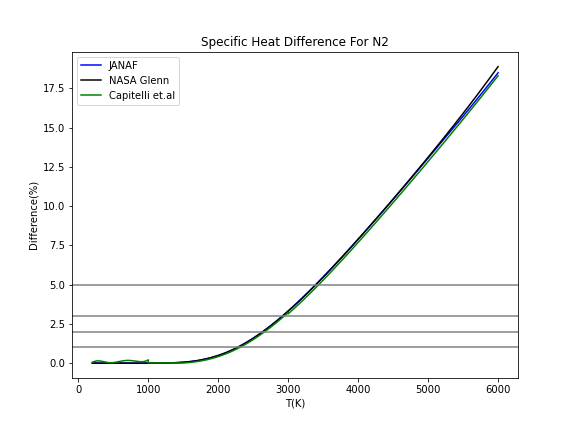 Specific Heat Difference For N2
JANAF
NASA Glenn
Capitelli et.al
Difference(%)
17.5
15.0
12.5
10.0
7.5
5.0
2.5
0.0
0 1000 2000 3000 4000 5000 6000
T(K)